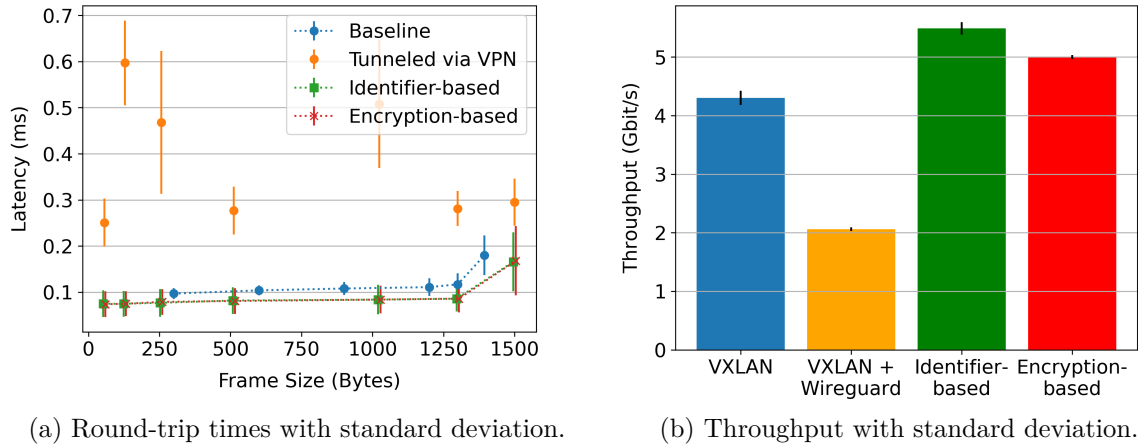 0.7
0.6
0.5
0.4
0.3
0.2
0.1
Latency (ms)
Baseline
Tunneled via VPN
Identifier-based
Encryption-based
0 250 500 750 1000 1250 1500
Frame Size (Bytes)
(a) Round-trip times with standard deviation.
5
4
3
2
1
0
Throughput (Gbit/s)
VXLAN
VXLAN +
Wireguard
Identifier-
based
Encryption-
based
(b) Throughput with standard deviation.